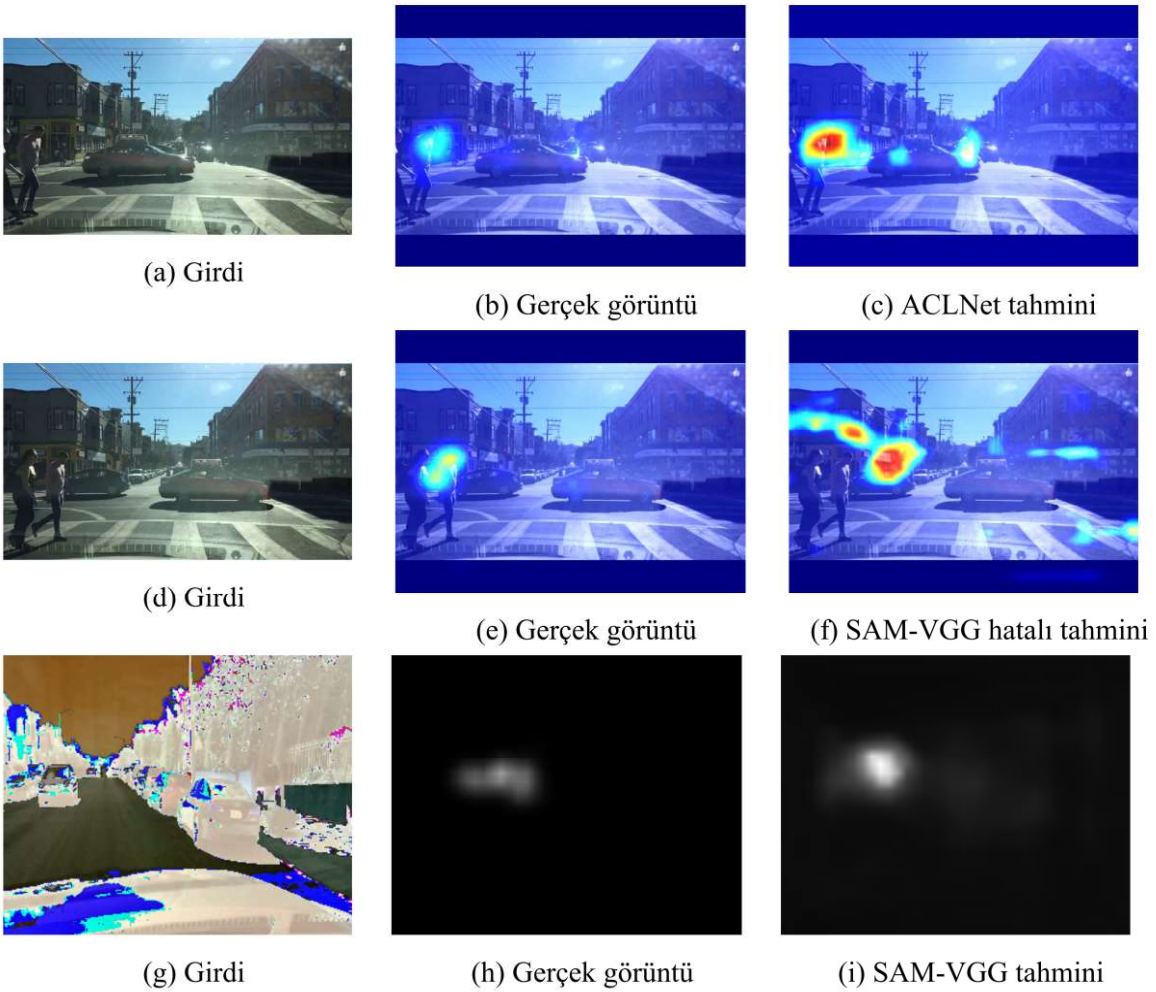 (a) Girdi
(b) Gerçek görüntü
(c) ACLNet tahmini
(d) Girdi
(e) Gerçek görüntü
(f) SAM-VGG hatalı tahmini
(g) Girdi
(h) Gerçek görüntü
(i) SAM-VGG tahmini